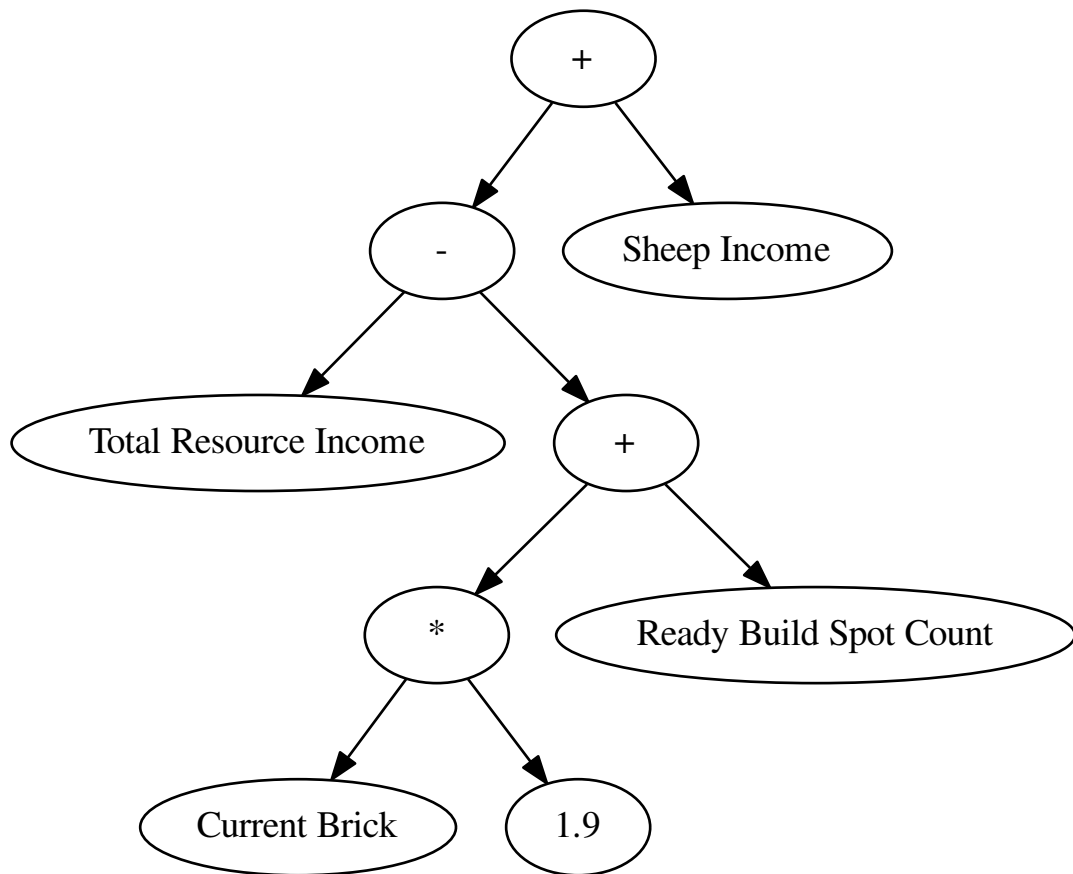 +
-
Sheep Income
Total Resource Income
+
*
Ready Build Spot Count
Current Brick
1.9